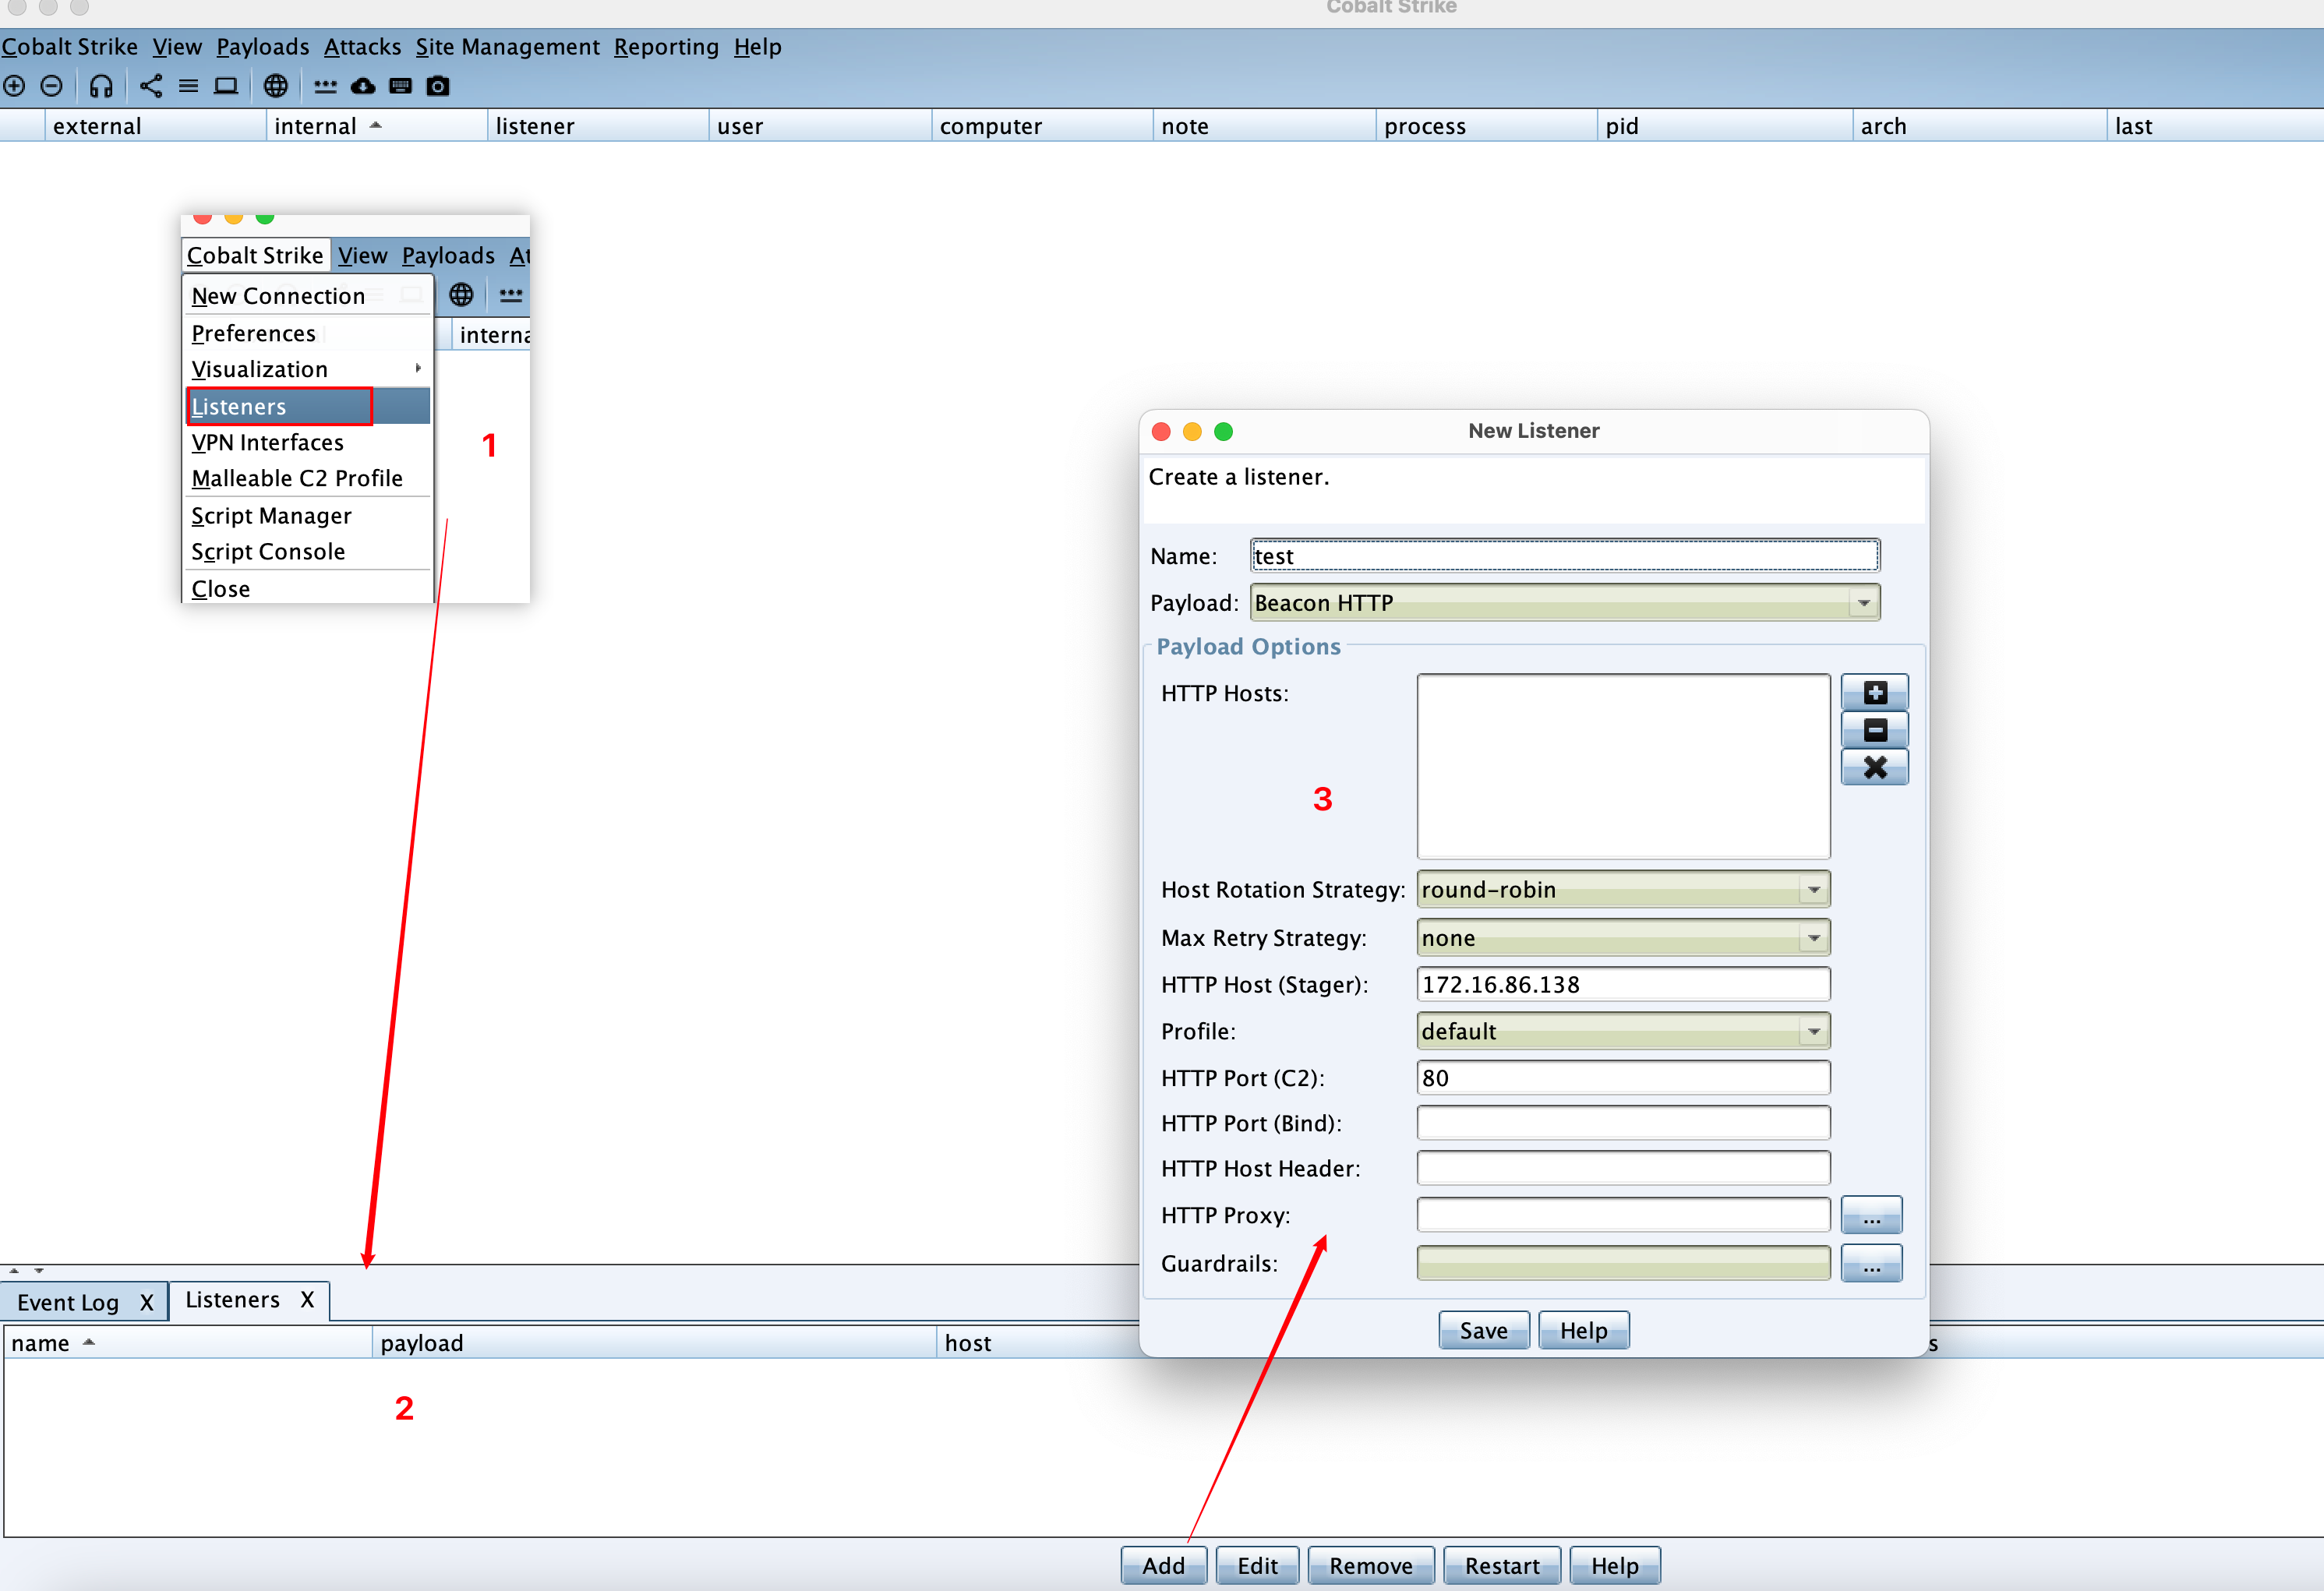 Cobalt Strike
Cobalt Strike View Payloads Attacks Site Management Reporting Help
external internal listener user computer note process pid arch last
Cobalt Strike View Payloads At
New Connection
Preferences
interna
Visualization
Listeners
1
VPN Interfaces
Malleable C2 Profile
Script Manager
Script Console
Close
New Listener
Create a listener.
Name: test
Payload: Beacon HTTP
Payload Options
HTTP Hosts:
3
Host Rotation Strategy: round-robin
Max Retry Strategy: none
HTTP Host (Stager): 172.16.86.138
Profile: default
HTTP Port (C2): 80
HTTP Port (Bind):
HTTP Host Header:
HTTP Proxy: ...
Guardrails: ...
Save Help
Event Log X Listeners X
name payload host s
2
Add Edit Remove Restart Help